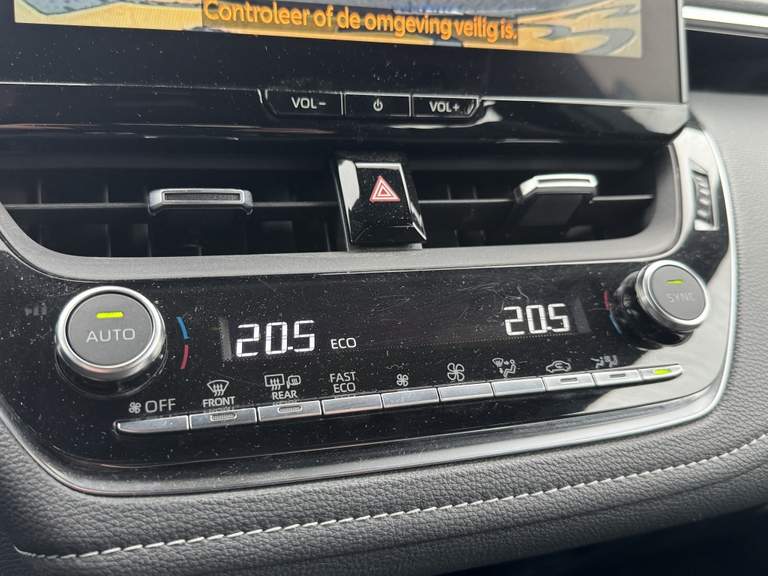 Controleer of de omgeving veilig is.
VOL−
VOL+
AUTO
20.5
ECO
20.5
SYNC
OFF
FRONT
REAR
FAST
ECO